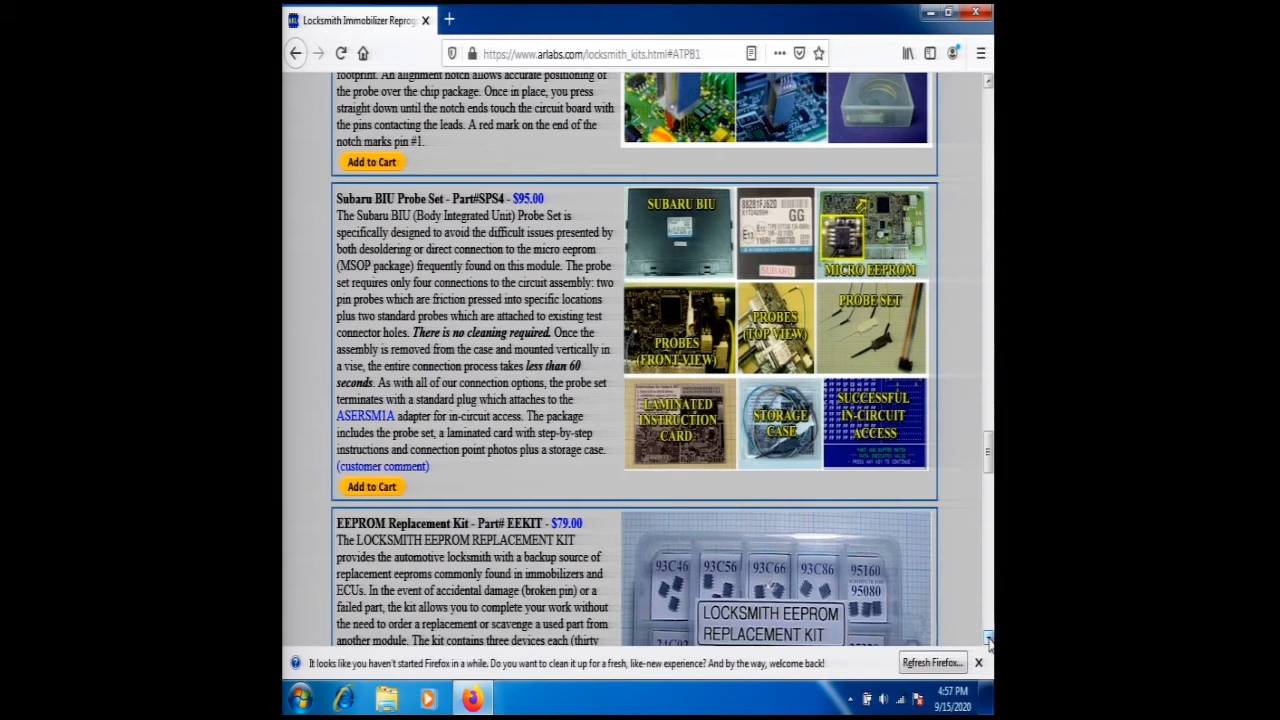 Locksmith Immobilizer Reprogr
https://www.arlabs.com/locksmith_kits.html#ATPB1
footprint. An alignment notch allows accurate positioning of
the probe over the chip package. Once in place, you press
straight down until the notch ends touch the circuit board with
the pins contacting the leads. A red mark on the end of the
notch marks pin #1.
Add to Cart
Subaru BIU Probe Set - Part#SPS4 - $95.00
The Subaru BIU (Body Integrated Unit) Probe Set is
specifically designed to avoid the difficult issues presented by
both desoldering or direct connection to the micro eeprom
(MSOP package) frequently found on this module. The probe
set requires only four connections to the circuit assembly: two
pin probes which are friction pressed into specific locations
plus two standard probes which are attached to existing test
connector holes. There is no cleaning required. Once the
assembly is removed from the case and mounted vertically in
a vise, the entire connection process takes less than 60
seconds. As with all of our connection options, the probe set
terminates with a standard plug which attaches to the
ASERSM1A adapter for in-circuit access. The package
includes the probe set, a laminated card with step-by-step
instructions and connection point photos plus a storage case.
(customer comment)
Add to Cart
SUBARU BIU
GG
SUBARU
MICRO EEPROM
PROBES
(FRONT VIEW)
PROBES
(TOP VIEW)
PROBE SET
LAMINATED
INSTRUCTION
CARD
STORAGE
CASE
SUCCESSFUL
IN-CIRCUIT
ACCESS
EEPROM Replacement Kit - Part# EEKIT - $79.00
The LOCKSMITH EEPROM REPLACEMENT KIT
provides the automotive locksmith with a backup source of
replacement eeproms commonly found in immobilizers and
ECUs. In the event of accidental damage (broken pin) or a
failed part, the kit allows you to complete your work without
the need to order a replacement or scavenge a used part from
another module. The kit contains three devices each (thirty
93C46
93C56
93C66
93C86
95160
95080
LOCKSMITH EEPROM
REPLACEMENT KIT
It looks like you haven't started Firefox in a while. Do you want to clean it up for a fresh, like-new experience? And by the way, welcome back!
Refresh Firefox...
4:57 PM
9/15/2020